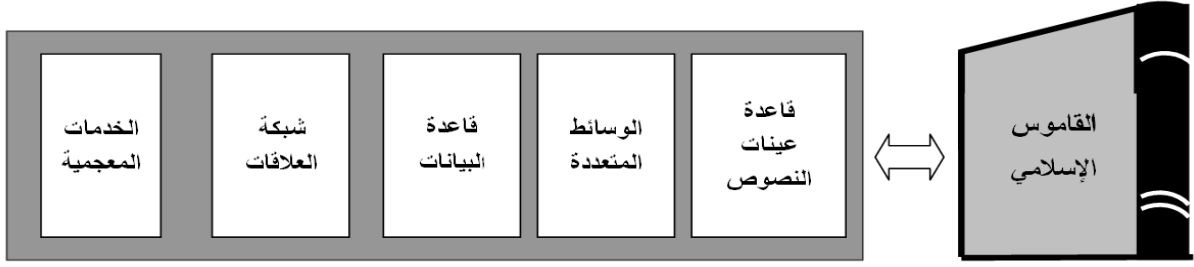 القاموس
الإسلامي
قاعدة
عينات
النصوص
الوسائط
المتعددة
قاعدة
البيانات
شبكة
العلاقات
الخدمات
المعجمية